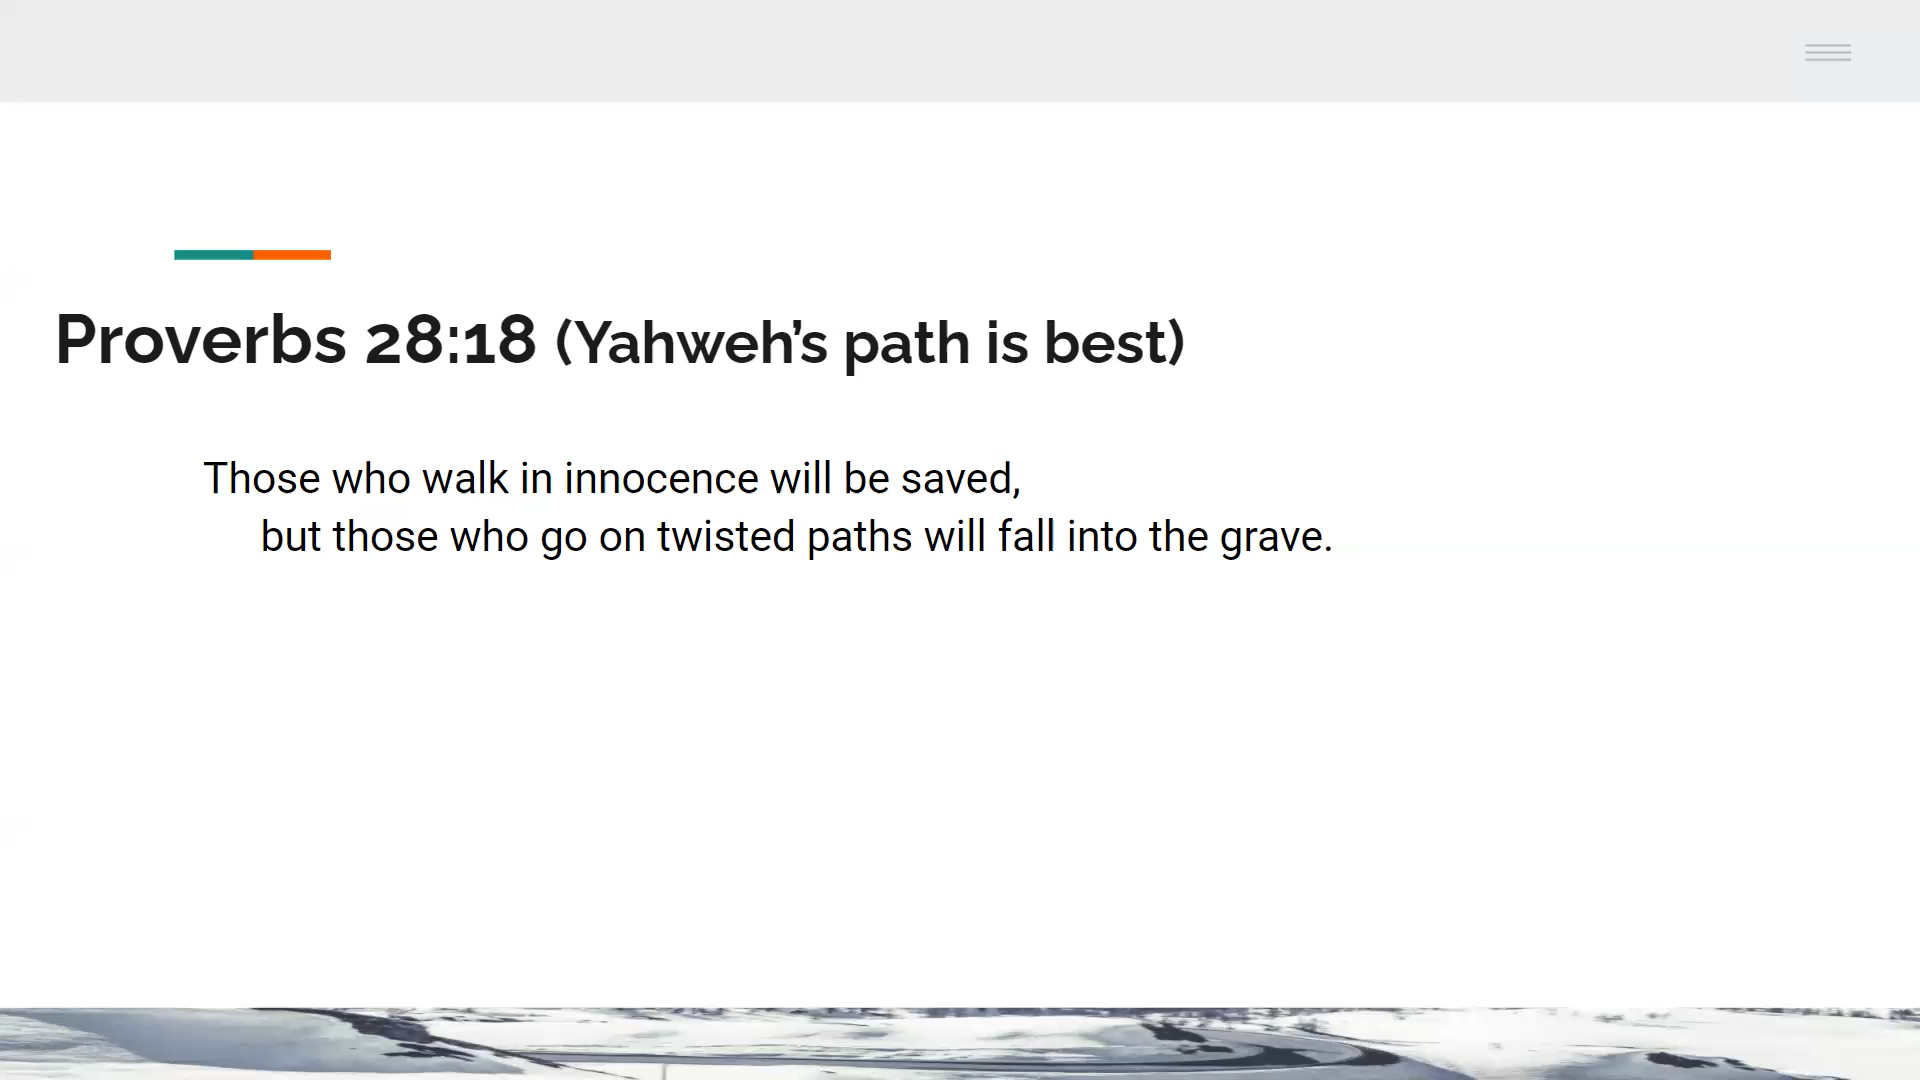 Proverbs 28:18 (Yahweh’s path is best)
Those who walk in innocence will be saved,
but those who go on twisted paths will fall into the grave.